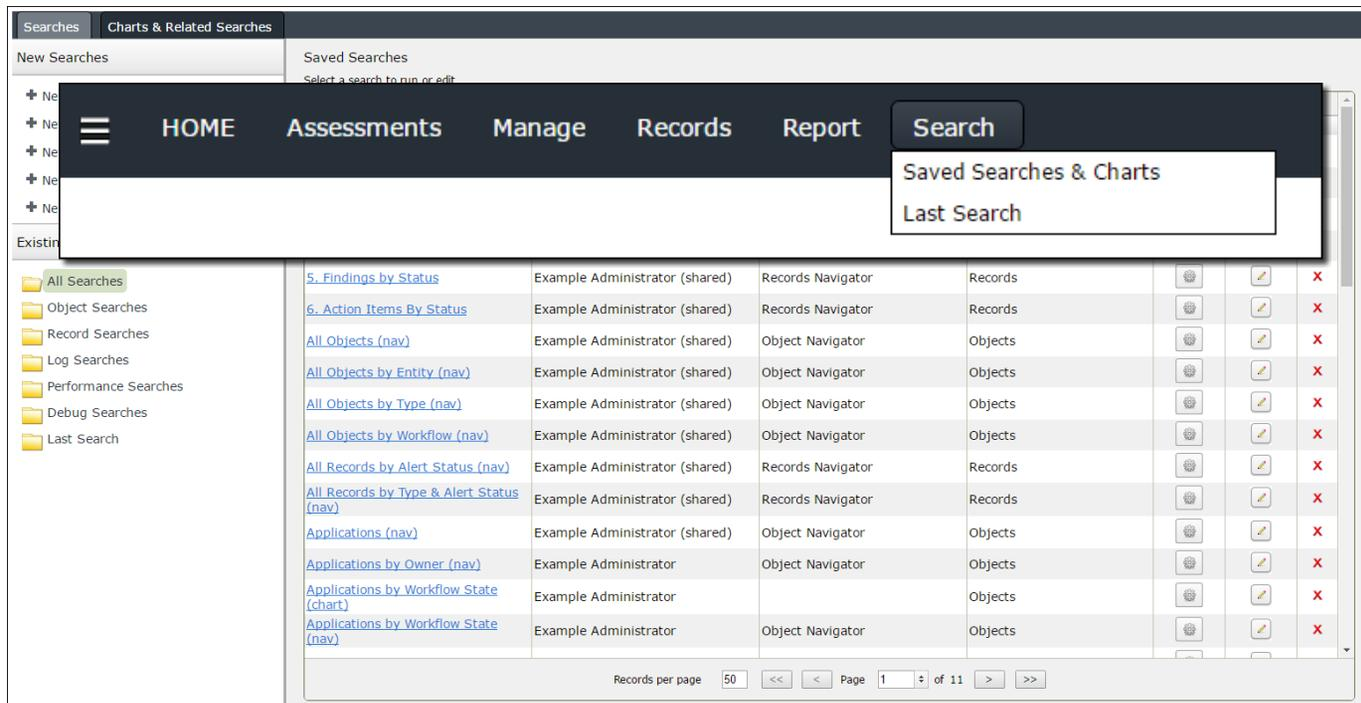 Searches
Charts & Related Searches
New Searches
Saved Searches
Select a search to run or edit
Ne
Ne
Ne
Ne
Ne
HOME Assessments Manage Records Report Search
Saved Searches & Charts
Last Search
Existin
All Searches
Object Searches
Record Searches
Log Searches
Performance Searches
Debug Searches
Last Search
5. Findings by Status Example Administrator (shared) Records Navigator Records X
6. Action Items By Status Example Administrator (shared) Records Navigator Records X
All Objects (nav) Example Administrator (shared) Object Navigator Objects X
All Objects by Entity (nav) Example Administrator (shared) Object Navigator Objects X
All Objects by Type (nav) Example Administrator (shared) Object Navigator Objects X
All Objects by Workflow (nav) Example Administrator (shared) Object Navigator Objects X
All Records by Alert Status (nav) Example Administrator (shared) Records Navigator Records X
All Records by Type & Alert Status
(nav) Example Administrator (shared) Records Navigator Records X
Applications (nav) Example Administrator (shared) Object Navigator Objects X
Applications by Owner (nav) Example Administrator Object Navigator Objects X
Applications by Workflow State
(chart) Example Administrator Objects X
Applications by Workflow State
(nav) Example Administrator Object Navigator Objects X
Records per page 50 << < Page 1 of 11 > >>